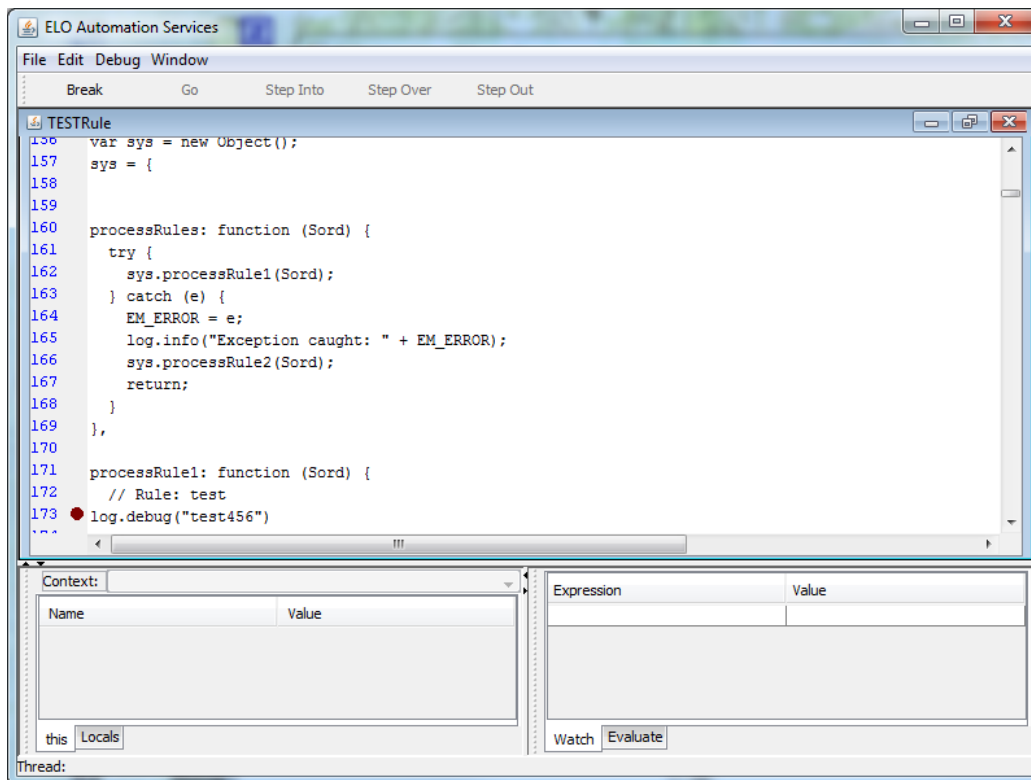 ELO Automation Services
File Edit Debug Window
Break Go Step Into Step Over Step Out
TESTRule
156 var sys = new Object();
157 sys = {
158
159
160 processRules: function (Sord) {
161 try {
162 sys.processRule1(Sord);
163 } catch (e) {
164 EM_ERROR = e;
165 log.info("Exception caught: " + EM_ERROR);
166 sys.processRule2(Sord);
167 return;
168 }
169 },
170
171 processRule1: function (Sord) {
172 // Rule: test
173 log.debug("test456")
Context:
Name Value
Expression Value
this Locals
Watch Evaluate
Thread: